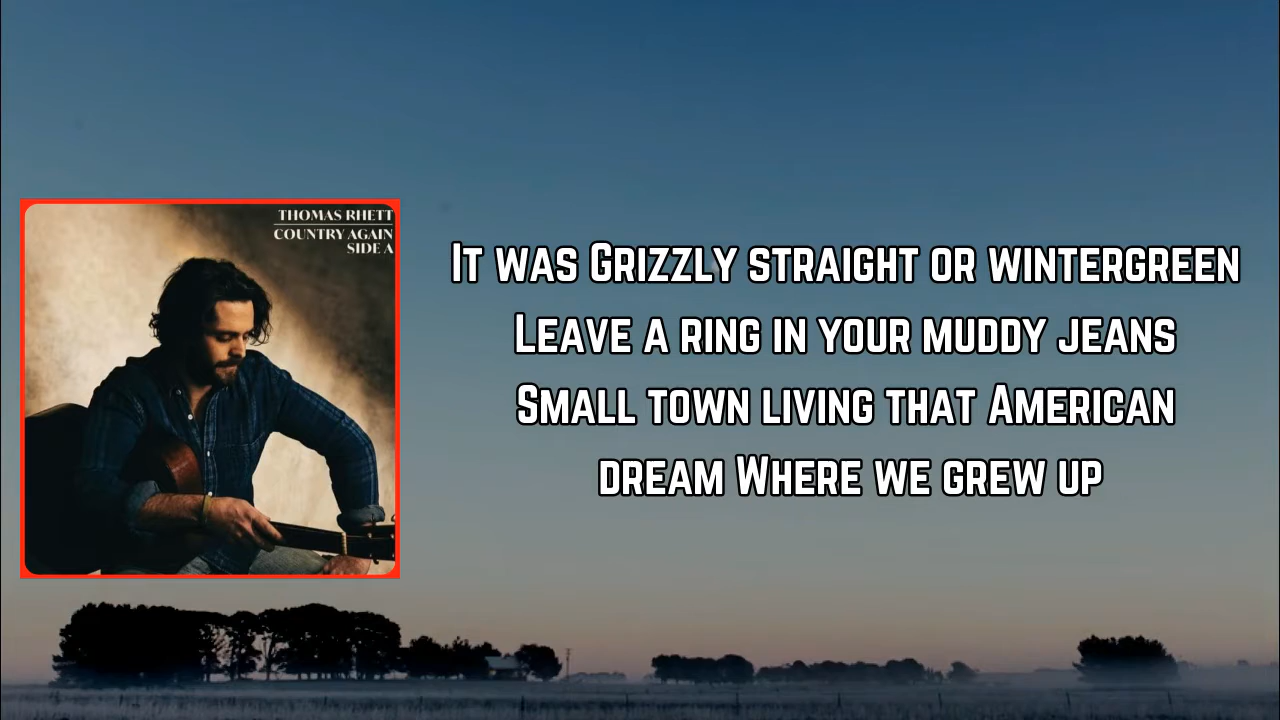 THOMAS RHETT
COUNTRY AGAIN
SIDE A
It was Grizzly straight or wintergreen
Leave a ring in your muddy jeans
Small town living that American
dream Where we grew up